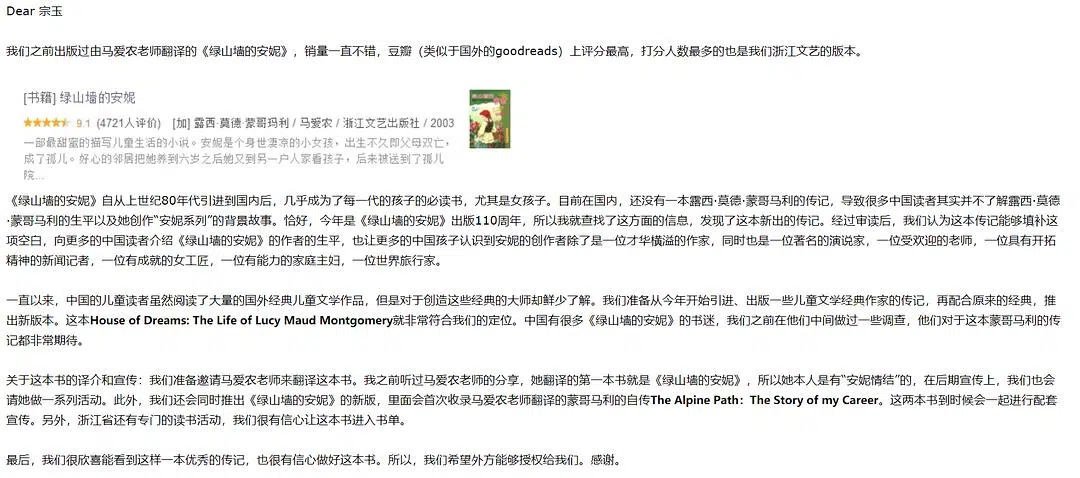 Dear 宗玉
我们之前出版过由马爱农老师翻译的《绿山墙的安妮》，销量一直不错，豆瓣（类似于国外的goodreads）上评分最高，打分人数最多的也是我们浙江文艺的版本。
[书籍] 绿山墙的安妮
9.1 (4721人评价) [加] 露西·莫德·蒙哥玛利 / 马爱农 / 浙江文艺出版社 / 2003
一部最甜蜜的描写儿童生活的小说。安妮是个身世凄凉的小女孩，出生不久即父母双亡，
成了孤儿。好心的邻居把她养到六岁之后她又到另一户人家看孩子，后来被送到了孤儿
院...
《绿山墙的安妮》自从上世纪80年代引进到国内后，几乎成为了每一代的孩子的必读书，尤其是女孩子。目前在国内，还没有一本露西·莫德·蒙哥马利的传记，导致很多中国读者其实并不了解露西·莫德
·蒙哥马利的生平以及她创作“安妮系列”的背景故事。恰好，今年是《绿山墙的安妮》出版110周年，所以我就查找了这方面的信息，发现了这本新出的传记。经过审读后，我们认为这本传记能够填补这
项空白，向更多的中国读者介绍《绿山墙的安妮》的作者的生平，也让更多的中国孩子认识到安妮的创作者除了是一位才华横溢的作家，同时也是一位著名的演说家，一位受欢迎的老师，一位具有开拓
精神的新闻记者，一位有成就的女工匠，一位有能力的家庭主妇，一位世界旅行家。
一直以来，中国的儿童读者虽然阅读了大量的国外经典儿童文学作品，但是对于创造这些经典的大师却鲜少了解。我们准备从今年开始引进、出版一些儿童文学经典作家的传记，再配合原来的经典，推
出新版本。这本House of Dreams: The Life of Lucy Maud Montgomery就非常符合我们的定位。中国有很多《绿山墙的安妮》的书迷，我们之前在他们中间做过一些调查，他们对于这本蒙哥马利的传
记都非常期待。
关于这本书的译介和宣传：我们准备邀请马爱农老师来翻译这本书。我之前听过马爱农老师的分享，她翻译的第一本书就是《绿山墙的安妮》，所以她本人是有“安妮情结”的，在后期宣传上，我们也会
请她做一系列活动。此外，我们还会同时推出《绿山墙的安妮》的新版，里面会首次收录马爱农老师翻译的蒙哥马利的自传The Alpine Path：The Story of my Career。这两本书到时候会一起进行配套
宣传。另外，浙江省还有专门的读书活动，我们很有信心让这本书进入书单。
最后，我们很欣喜能看到这样一本优秀的传记，也很有信心做好这本书。所以，我们希望外方能够授权给我们。感谢。